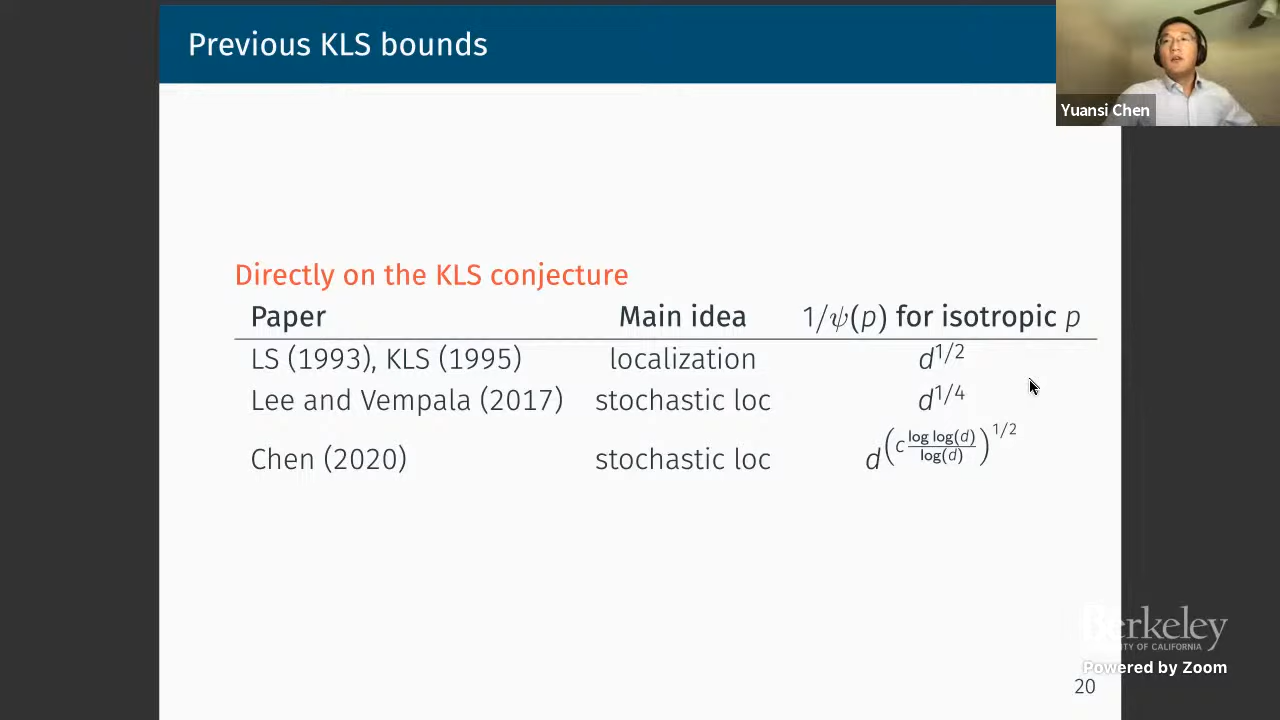 Previous KLS bounds
Yuansi Chen
Directly on the KLS conjecture
Paper Main idea 1/ψ(p) for isotropic p
LS (1993), KLS (1995) localization d^{1/2}
Lee and Vempala (2017) stochastic loc d^{1/4}
Chen (2020) stochastic loc d^{(c \frac{log log(d)}{log(d)})^{1/2}}
Berkeley
ITY OF CALIFORNIA
Powered by Zoom
20